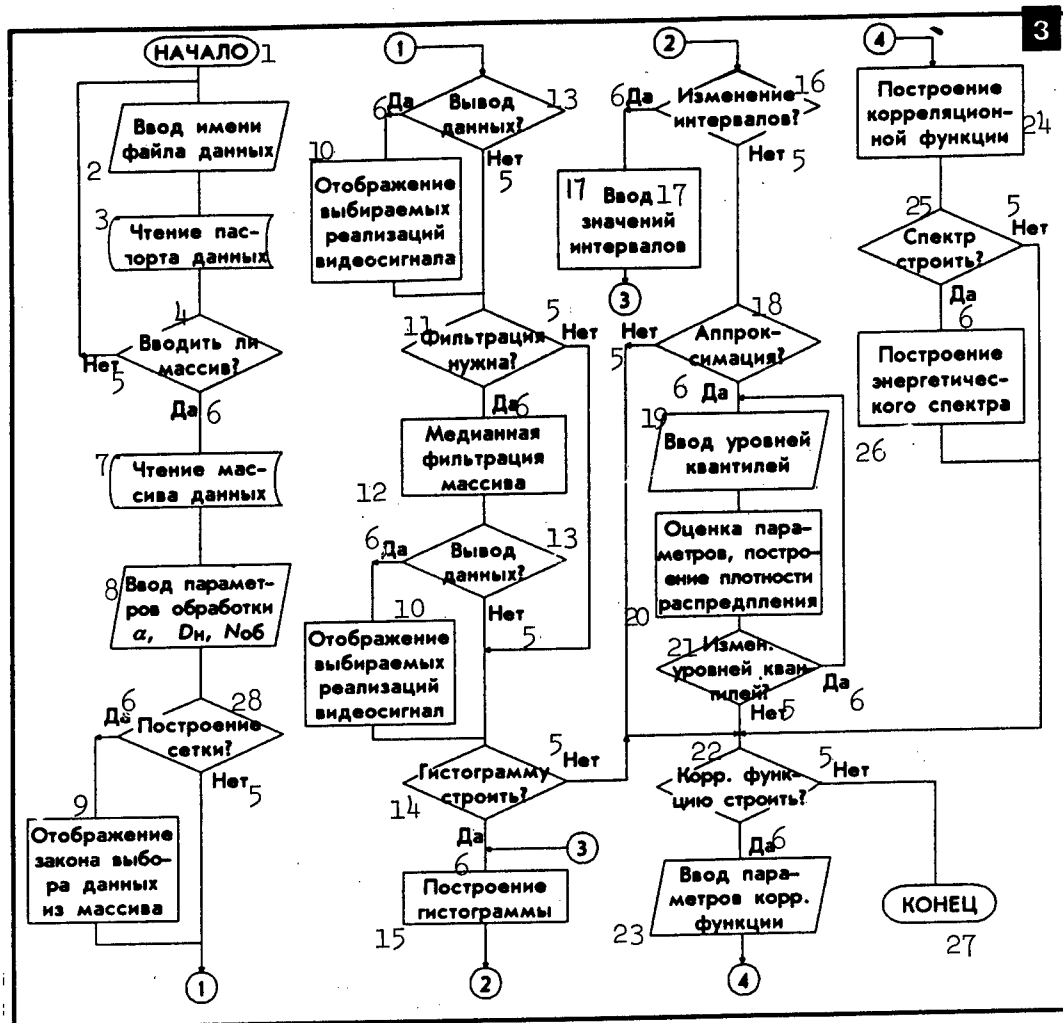 3
НАЧАЛО 1
Ввод имени
файла данных
2
3
Чтение пас-
порта данных
4
Вводить ли
массив?
Нет 5
Да 6
7
Чтение мас-
сива данных
8
Ввод парамет-
ров обработки
α, Dн, Nоб
6 28
Да
Построение
сетки?
Нет 5
9
Отображение
закона выбо-
ра данных
из массива
1
1
6 Да
Вывод
данных?
13
Нет
5
10
Отображение
выбираемых
реализаций
видеосигнала
11
Фильтрация
нужна?
5
Нет
Да 6
Медианная
фильтрация
массива
12
6 Да
Вывод
данных?
13
Нет
5
10
Отображение
выбираемых
реализаций
видеосигнал
Гистограмму
строить?
14
5 Нет
Да
6
3
Построение
гистограммы
15
2
2
6 Да
Изменение
интервалов?
16
Нет 5
17 Ввод 17
значений
интервалов
3
18
Аппрок-
симация?
Нет
5
6 Да
19
Ввод уровней
квантилей
Оценка пара-
метров, построе-
ение плотности
распредпления
20
21 Измен.
уровней кван-
тилей?
Да 6
Нет 5
22
Корр. функ-
цию строить?
5 Нет
Да 6
Ввод пара-
метров корр.
функции
23
4
4
Построение
корреляцион-
ной функции
24
25
Спектр
строить?
5
Нет
Да
6
Построение
энергетичес-
кого спектра
26
КОНЕЦ
27